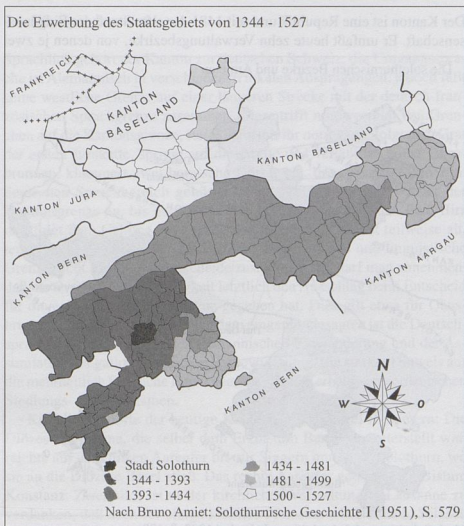 Die Erwerbung des Staatsgebiets von 1344 - 1527
FRANKREICH
KANTON
BASELLAND
KANTON BASELLAND
KANTON JURA
KANTON BERN
KANTON AARGAU
KANTON BERN
N
W O
S
Stadt Solothurn
1344 - 1393
1393 - 1434
1434 - 1481
1481 - 1499
1500 - 1527
Nach Bruno Amiet: Solothurnische Geschichte I (1951), S. 579